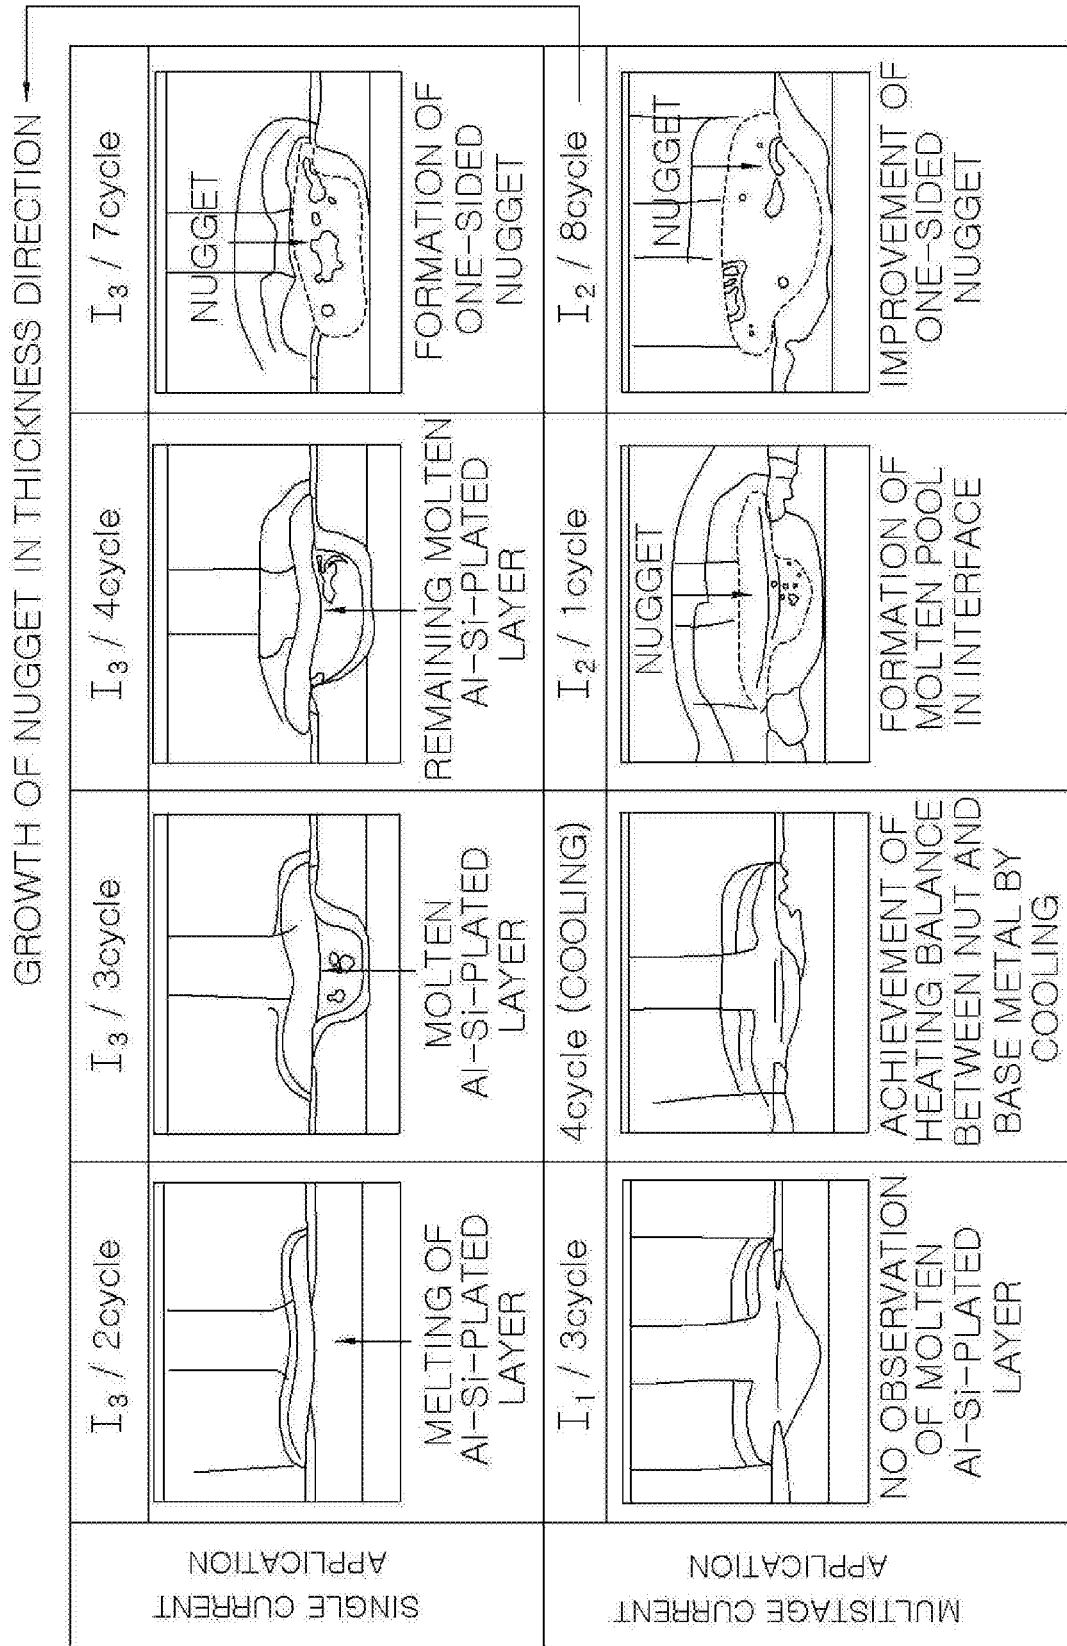 GROWTH OF NUGGET IN THICKNESS DIRECTION
SINGLE CURRENT
APPLICATION
I3 / 2cycle
MELTING OF
Al-Si-PLATED
LAYER
I3 / 3cycle
MOLTEN
Al-Si-PLATED
LAYER
I3 / 4cycle
REMAINING MOLTEN
Al-Si-PLATED
LAYER
I3 / 7cycle
NUGGET
FORMATION OF
ONE-SIDED
NUGGET
MULTISTAGE CURRENT
APPLICATION
I1 / 3cycle
NO OBSERVATION
OF MOLTEN
Al-Si-PLATED
LAYER
4cycle (COOLING)
ACHIEVEMENT OF
HEATING BALANCE
BETWEEN NUT AND
BASE METAL BY
COOLING
I2 / 1cycle
NUGGET
FORMATION OF
MOLTEN POOL
IN INTERFACE
I2 / 8cycle
NUGGET
IMPROVEMENT OF
ONE-SIDED
NUGGET